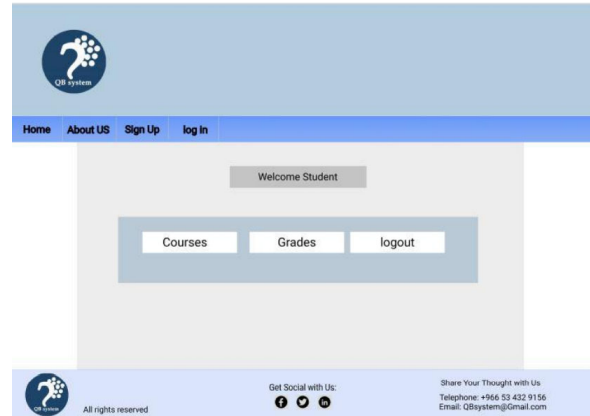 QB system
Home About US Sign Up log in
Welcome Student
Courses Grades logout
QB system
All rights reserved
Get Social with Us:
Share Your Thought with Us
Telephone: +966 53 432 9156
Email: QBsystem@Gmail.com